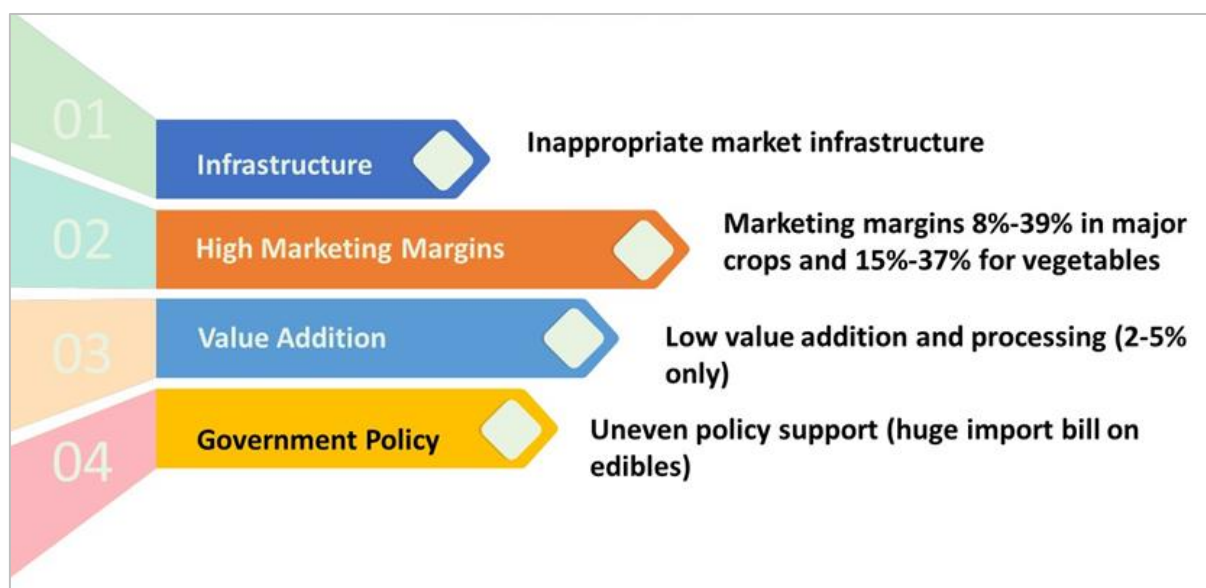 01
Infrastructure
Inappropriate market infrastructure
02
High Marketing Margins
Marketing margins 8%-39% in major
crops and 15%-37% for vegetables
03
Value Addition
Low value addition and processing (2-5%
only)
04
Government Policy
Uneven policy support (huge import bill on
edibles)